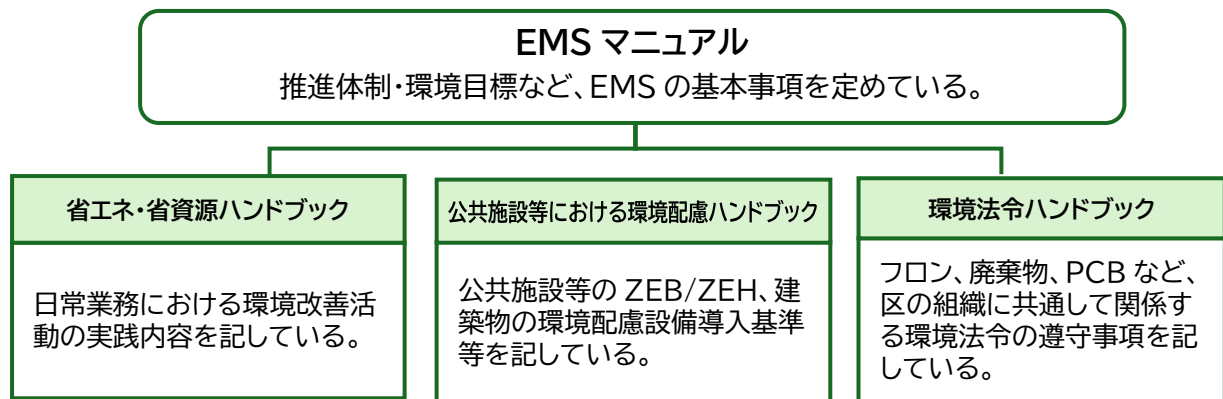 EMS マニュアル
推進体制・環境目標など、EMS の基本事項を定めている。
省エネ・省資源ハンドブック
日常業務における環境改善活
動の実践内容を記している。
公共施設等における環境配慮ハンドブック
公共施設等の ZEB/ZEH、建
築物の環境配慮設備導入基準
等を記している。
環境法令ハンドブック
フロン、廃棄物、PCB など、
区の組織に共通して関係す
る環境法令の遵守事項を記
している。